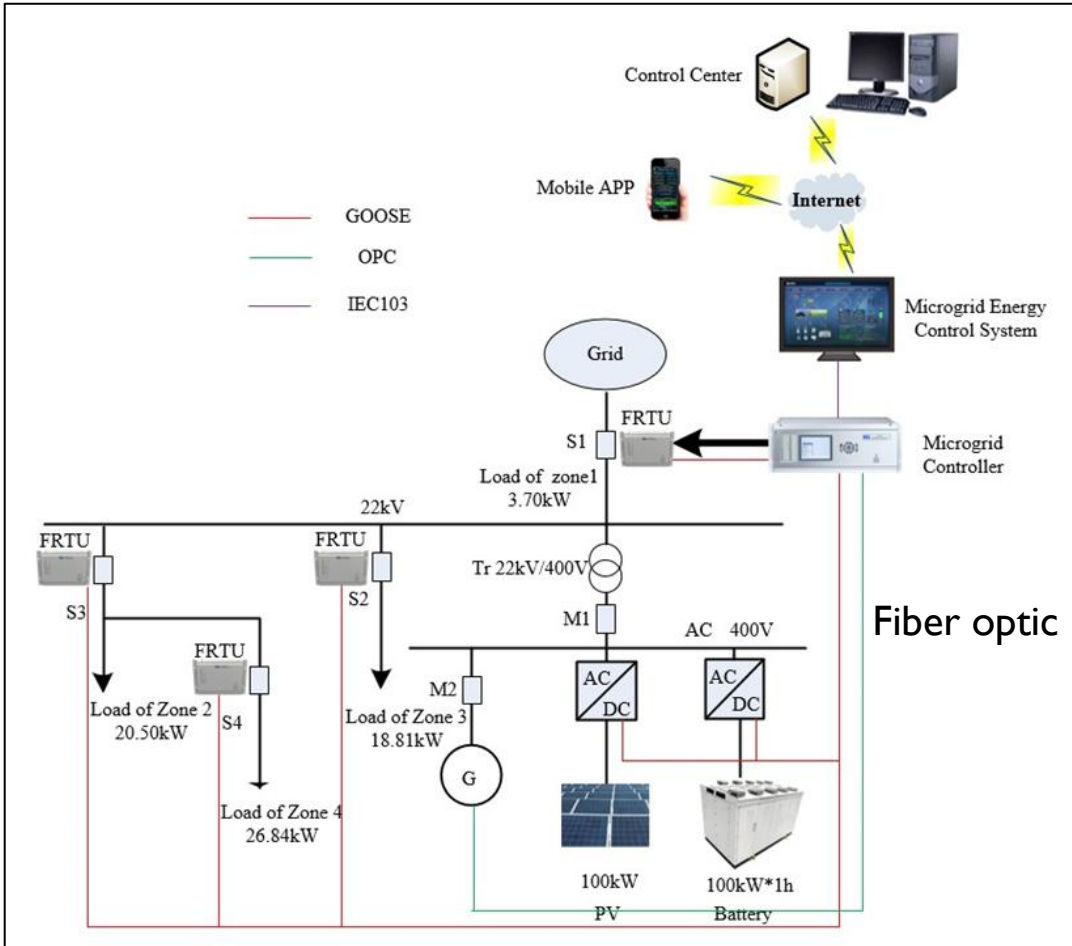 Control Center
Mobile APP
Internet
GOOSE
OPC
IEC103
Microgrid Energy
Control System
Grid
FRTU
S1
Microgrid
Controller
Load of zone1
3.70kW
22kV
FRTU
FRTU
Tr 22kV/400V
S3
S2
M1
Fiber optic
AC 400V
FRTU
AC
DC
AC
DC
M2
Load of Zone 2
20.50kW
S4
Load of Zone 3
18.81kW
G
Load of Zone 4
26.84kW
100kW
PV
100kW*1h
Battery